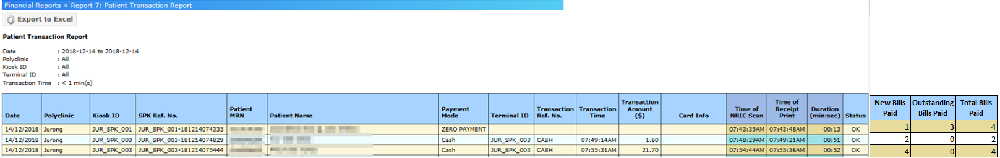 Financial Reports > Report 7: Patient Transaction Report
Export to Excel
Patient Transaction Report
Date : 2018-12-14 to 2018-12-14
Polyclinic : All
Kiosk ID : All
Terminal ID : All
Transaction Time : < 1 min(s)
Date Polyclinic Kiosk ID SPK Ref. No. Patient MRN Patient Name Payment Mode Terminal ID Transaction Ref. No. Transaction Time Transaction Amount ($) Card Info Time of NRIC Scan Time of Receipt Print Duration (min:sec) Status New Bills Paid Outstanding Bills Paid Total Bills Paid
14/12/2018 Jurong JUR_SPK_001 JUR_SPK_001-181214074335 ZERO PAYMENT 07:43:35AM 07:43:48AM 00:13 OK 1 3 4
14/12/2018 Jurong JUR_SPK_003 JUR_SPK_003-181214074829 Cash JUR_SPK_003 CASH 07:49:14AM 1.60 07:48:29AM 07:49:21AM 00:51 OK 2 0 2
14/12/2018 Jurong JUR_SPK_003 JUR_SPK_003-181214075444 Cash JUR_SPK_003 CASH 07:55:31AM 21.70 07:54:44AM 07:55:36AM 00:52 OK 4 0 4